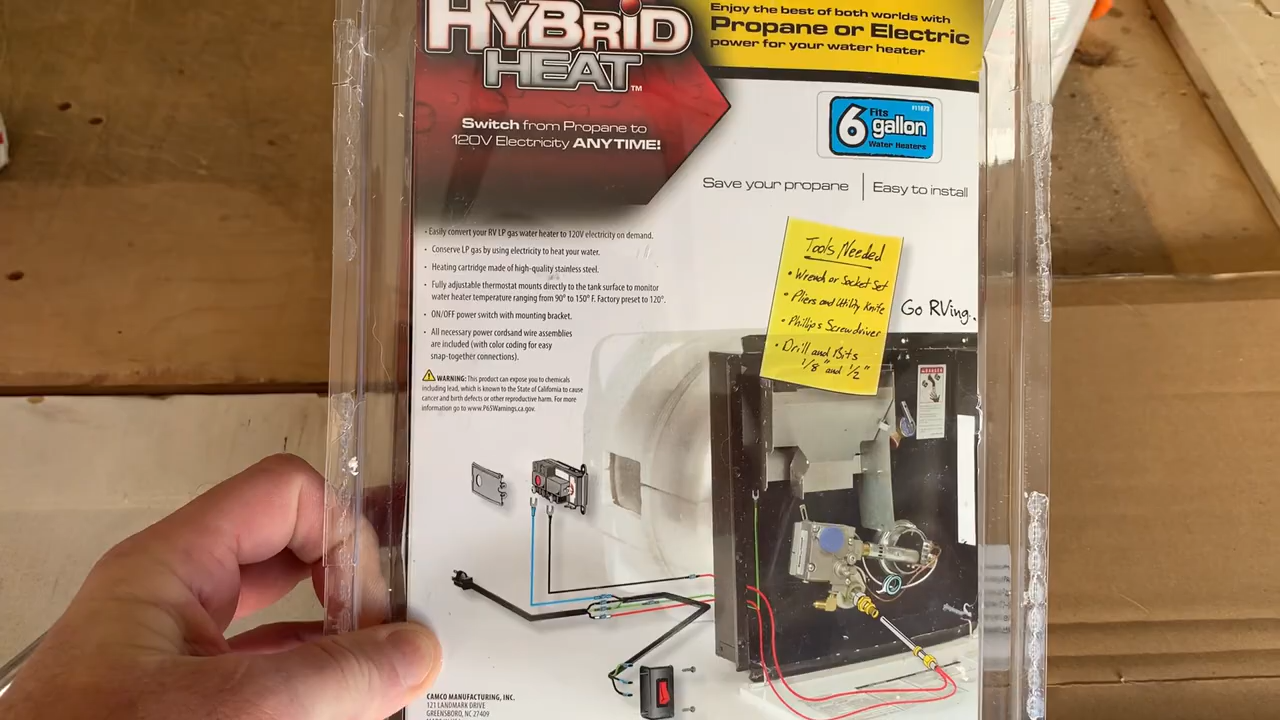 HYBRID
HEAT™
Enjoy the best of both worlds with
Propane or Electric
power for your water heater
Switch from Propane to
120V Electricity ANYTIME!
#11673
Fits
6 gallon
Water Heaters
Save your propane | Easy to install
• Easily convert your RV LP gas water heater to 120V electricity on demand.
• Conserve LP gas by using electricity to heat your water.
• Heating cartridge made of high-quality stainless steel.
• Fully adjustable thermostat mounts directly to the tank surface to monitor
water heater temperature ranging from 90° to 150° F. Factory preset to 120°.
• ON/OFF power switch with mounting bracket.
• All necessary power cordsand wire assemblies
are included (with color coding for easy
snap-together connections).
WARNING: This product can expose you to chemicals
including lead, which is known to the State of California to cause
cancer and birth defects or other reproductive harm. For more
information go to www.P65Warnings.ca.gov.
Tools Needed
• Wrench or Socket Set
• Pliers and Utility Knife
• Phillips Screwdriver
• Drill and Bits
1/8" and 1/2"
Go RVing.
CAMCO MANUFACTURING, INC.
121 LANDMARK DRIVE
GREENSBORO, NC 27409